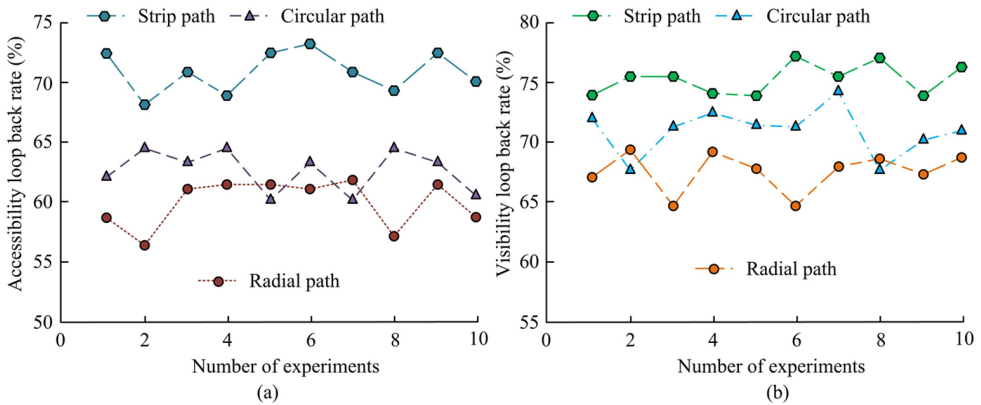 Accessibility loop back rate (%)
75
70
65
60
55
50
Strip path
Circular path
Radial path
0
2
4
6
8
10
Number of experiments
(a)
Visibility loop back rate (%)
80
75
70
65
60
55
Strip path
Circular path
Radial path
0
2
4
6
8
10
Number of experiments
(b)